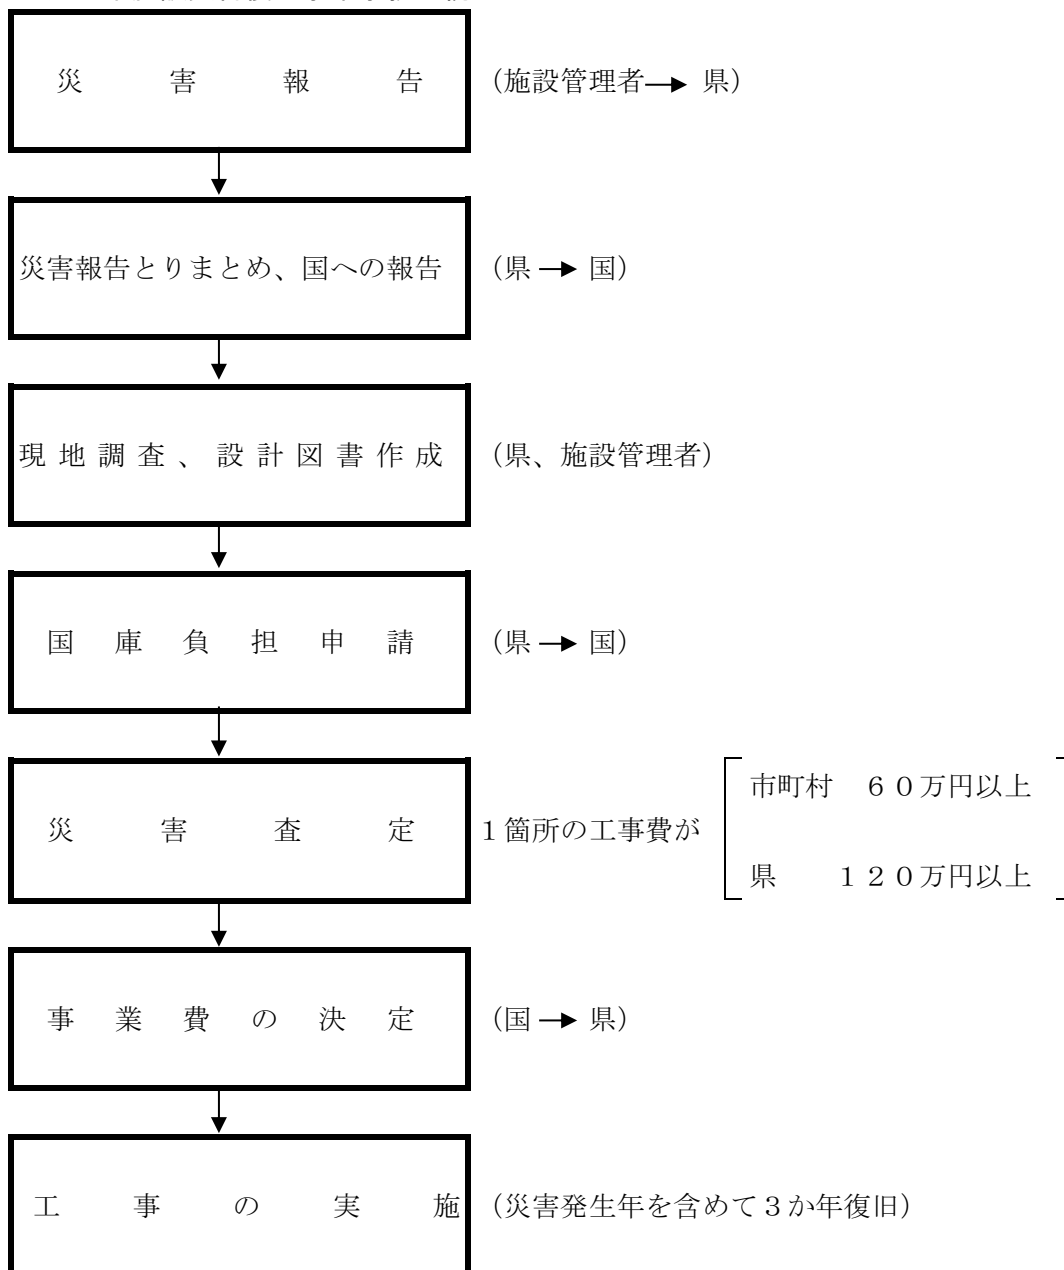 災害報告 (施設管理者→ 県)
災害報告とりまとめ、国への報告 (県 → 国)
現地調査、設計図書作成 (県、施設管理者)
国庫負担申請 (県 → 国)
市町村 ６０万円以上
災害査定 １箇所の工事費が
県 １２０万円以上
事業費の決定 (国 → 県)
工事の実施 (災害発生年を含めて３か年復旧)